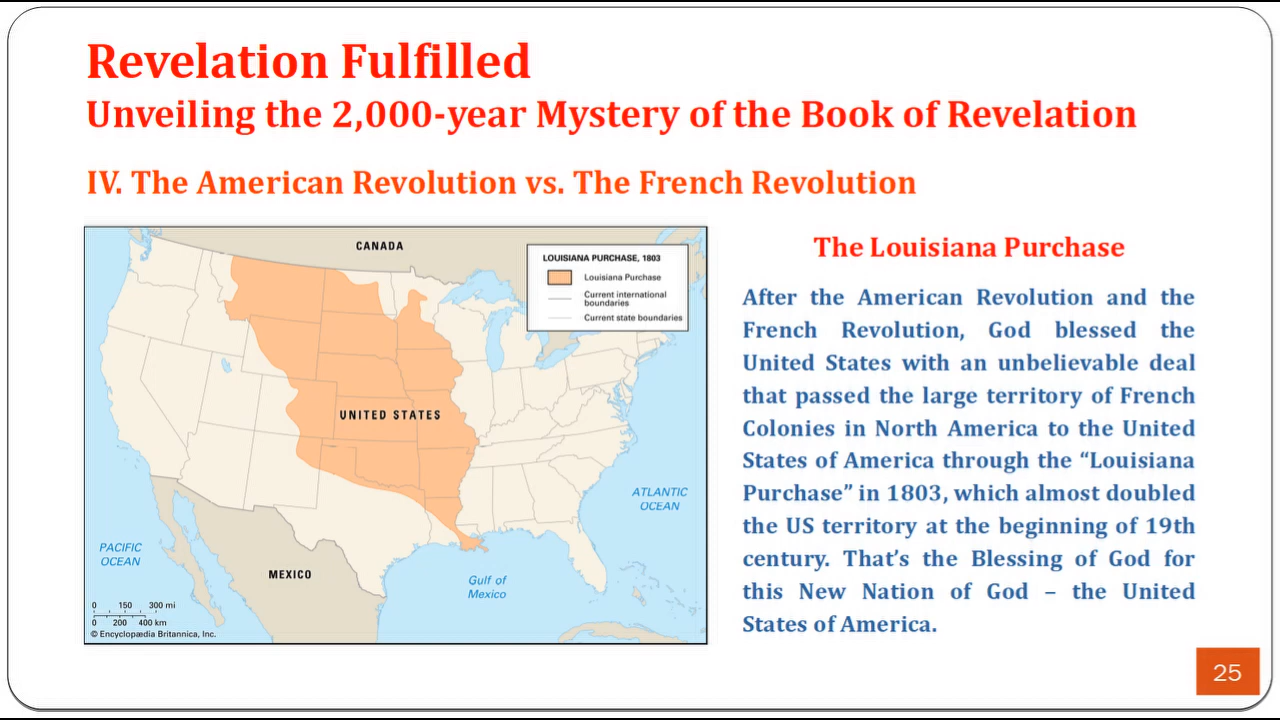 Revelation Fulfilled
Unveiling the 2,000-year Mystery of the Book of Revelation
IV. The American Revolution vs. The French Revolution
CANADA
LOUISIANA PURCHASE, 1803
Louisiana Purchase
Current international
boundaries
Current state boundaries
UNITED STATES
ATLANTIC
OCEAN
PACIFIC
OCEAN
MEXICO
Gulf of
Mexico
0 150 300 mi
0 200 400 km
© Encyclopædia Britannica, Inc.
The Louisiana Purchase
After the American Revolution and the
French Revolution, God blessed the
United States with an unbelievable deal
that passed the large territory of French
Colonies in North America to the United
States of America through the “Louisiana
Purchase” in 1803, which almost doubled
the US territory at the beginning of 19th
century. That’s the Blessing of God for
this New Nation of God – the United
States of America.
25